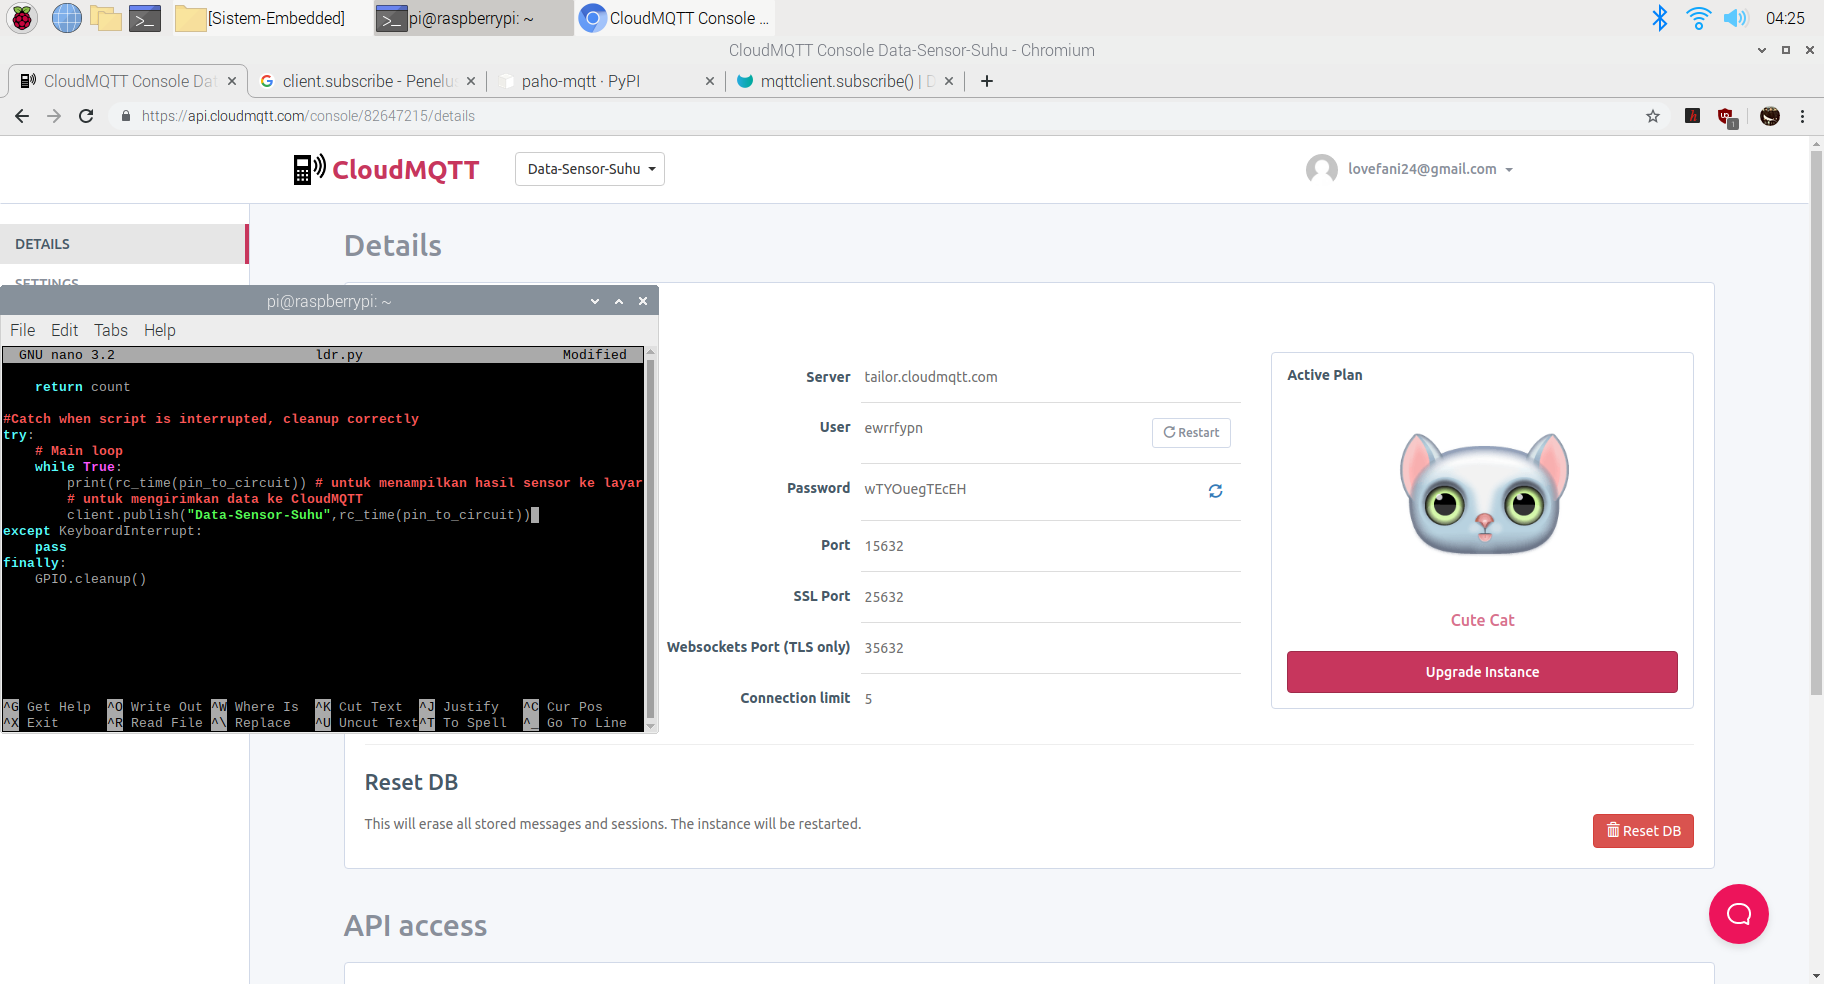 [Sistem-Embedded]
pi@raspberrypi: ~
CloudMQTT Console ...
04:25
CloudMQTT Console Data-Sensor-Suhu - Chromium
CloudMQTT Console Dat
client.subscribe - Penelus
paho-mqtt · PyPI
mqttclient.subscribe() | D
https://api.cloudmqtt.com/console/82647215/details
CloudMQTT
Data-Sensor-Suhu
lovefani24@gmail.com
DETAILS
SETTINGS
Details
pi@raspberrypi: ~
File Edit Tabs Help
GNU nano 3.2 ldr.py Modified
return count
#Catch when script is interrupted, cleanup correctly
try:
# Main loop
while True:
print(rc_time(pin_to_circuit)) # untuk menampilkan hasil sensor ke layar
# untuk mengirimkan data ke CloudMQTT
client.publish("Data-Sensor-Suhu",rc_time(pin_to_circuit))
except KeyboardInterrupt:
pass
finally:
GPIO.cleanup()
^G Get Help ^O Write Out ^W Where Is ^K Cut Text ^J Justify ^C Cur Pos
^X Exit ^R Read File ^\ Replace ^U Uncut Text ^T To Spell ^_ Go To Line
Server tailor.cloudmqtt.com
User ewrrfypn Restart
Password wTYOuegTEcEH
Port 15632
SSL Port 25632
Websockets Port (TLS only) 35632
Connection limit 5
Active Plan
Cute Cat
Upgrade Instance
Reset DB
This will erase all stored messages and sessions. The instance will be restarted.
Reset DB
API access